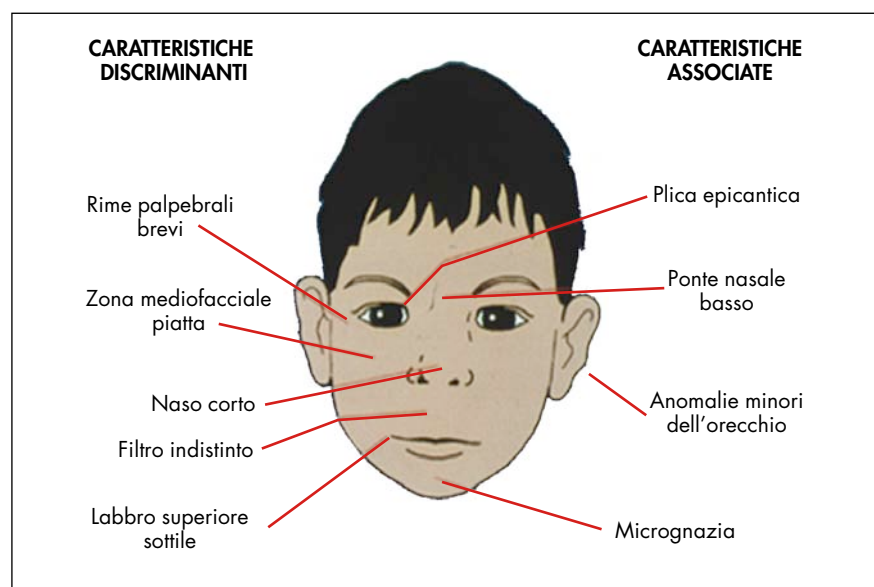 CARATTERISTICHE
DISCRIMINANTI
Rime palpebrali
brevi
Zona mediofacciale
piatta
Naso corto
Filtro indistinto
Labbro superiore
sottile
CARATTERISTICHE
ASSOCIATE
Plica epicantica
Ponte nasale
basso
Anomalie minori
dell'orecchio
Micrognazia